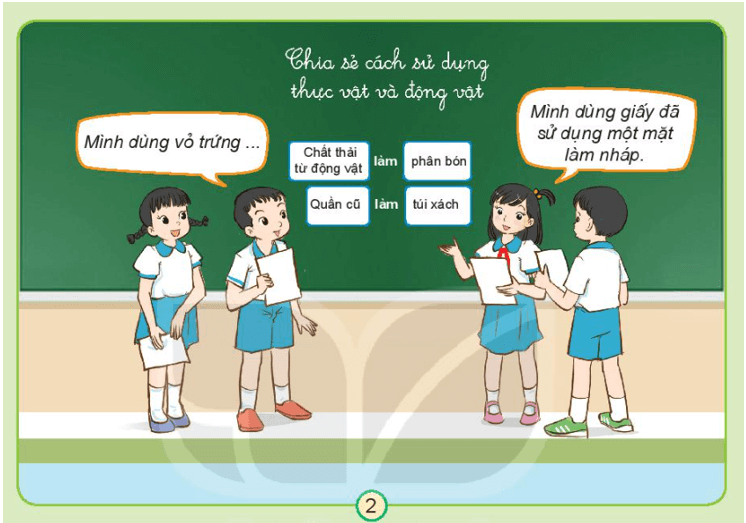 Chia sẻ cách sử dụng
thực vật và động vật
Mình dùng vỏ trứng ...
Mình dùng giấy đã
sử dụng một mặt
làm nháp.
Chất thải
từ động vật
làm
phân bón
Quần cũ
làm
túi xách
2